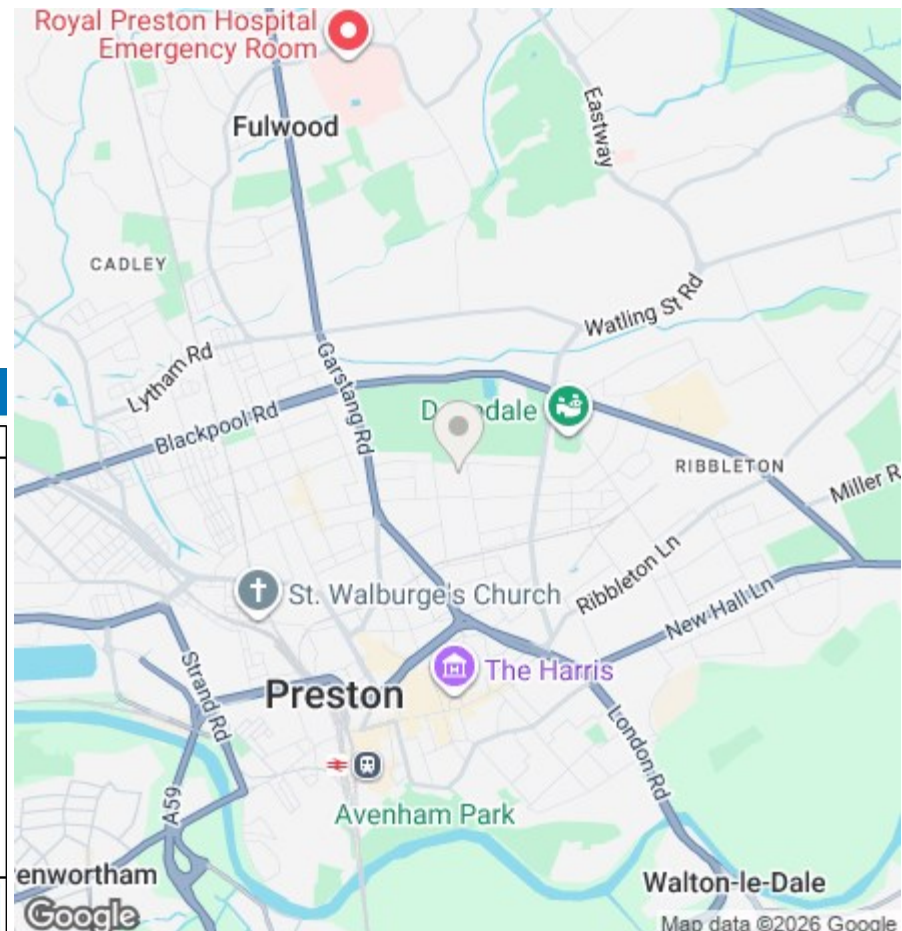 Royal Preston Hospital
Emergency Room
Fulwood
Eastway
CADLEY
Watling St Rd
Lytham Rd
Garstang Rd
Blackpool Rd
RIBBLETON
Miller R
Ribbleton Ln
St. Walburge's Church
New Hall Ln
The Harris
Strand Rd
Preston
London Rd
A59
Avenham Park
enwortham
Walton-le-Dale
Google
Map data ©2026 Google